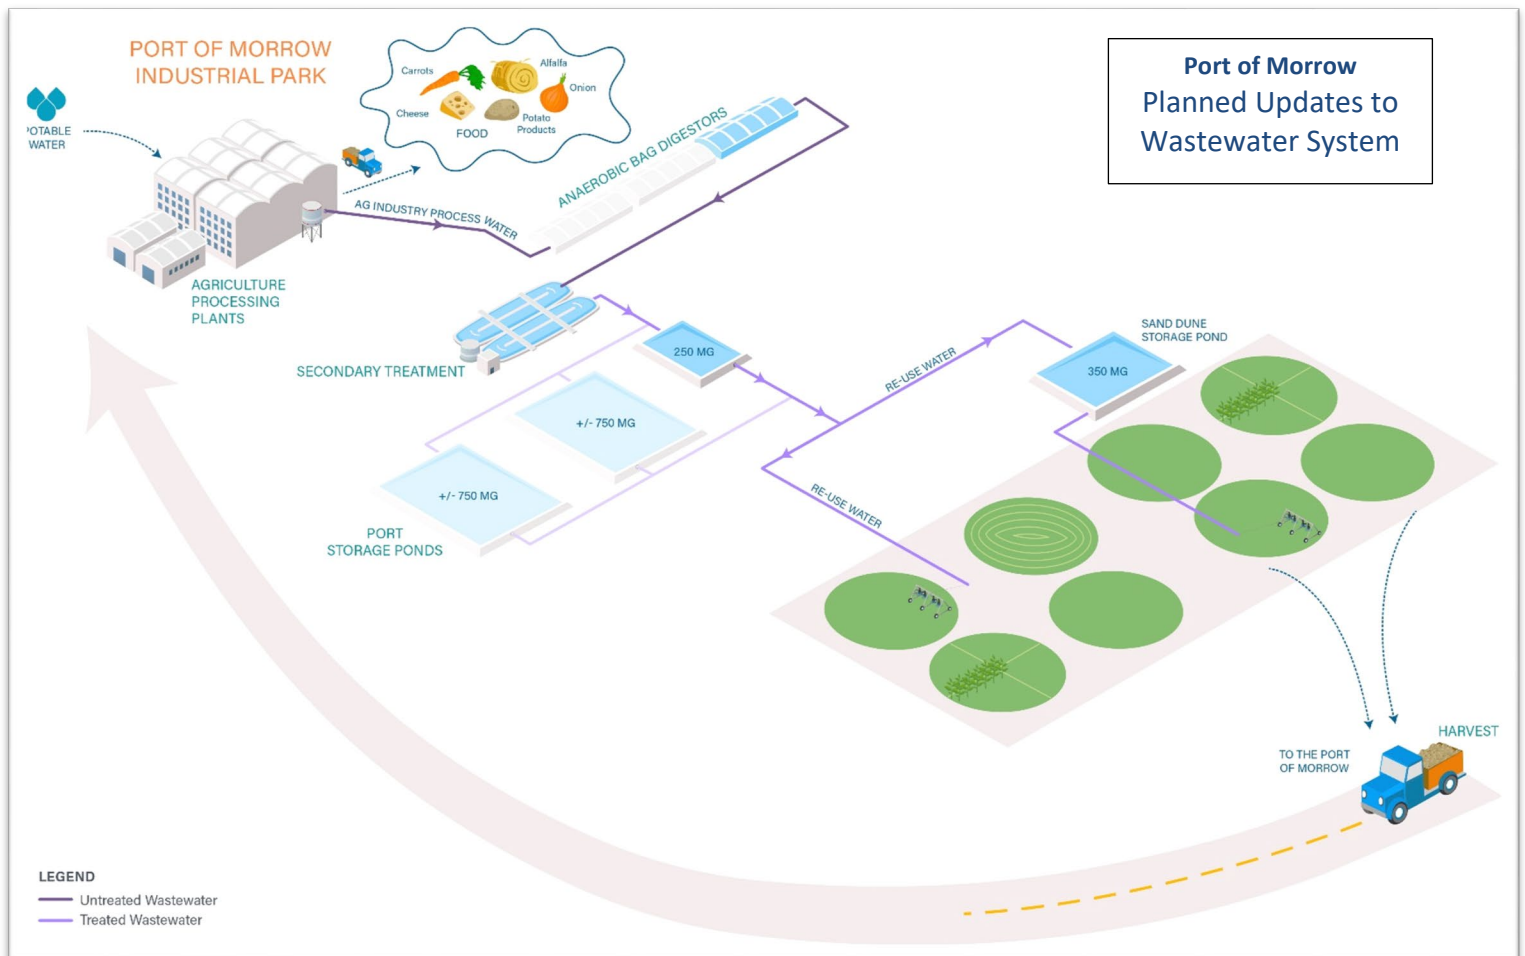 PORT OF MORROW
INDUSTRIAL PARK
Port of Morrow
Planned Updates to
Wastewater System
OTABLE
WATER
Carrots
Alfalfa
Onion
Cheese
Potato
Products
FOOD
ANAEROBIC BAG DIGESTORS
AG INDUSTRY PROCESS WATER
AGRICULTURE
PROCESSING
PLANTS
SECONDARY TREATMENT
250 MG
+/- 750 MG
+/- 750 MG
PORT
STORAGE PONDS
RE-USE WATER
RE-USE WATER
SAND DUNE
STORAGE POND
350 MG
HARVEST
TO THE PORT
OF MORROW
LEGEND
Untreated Wastewater
Treated Wastewater